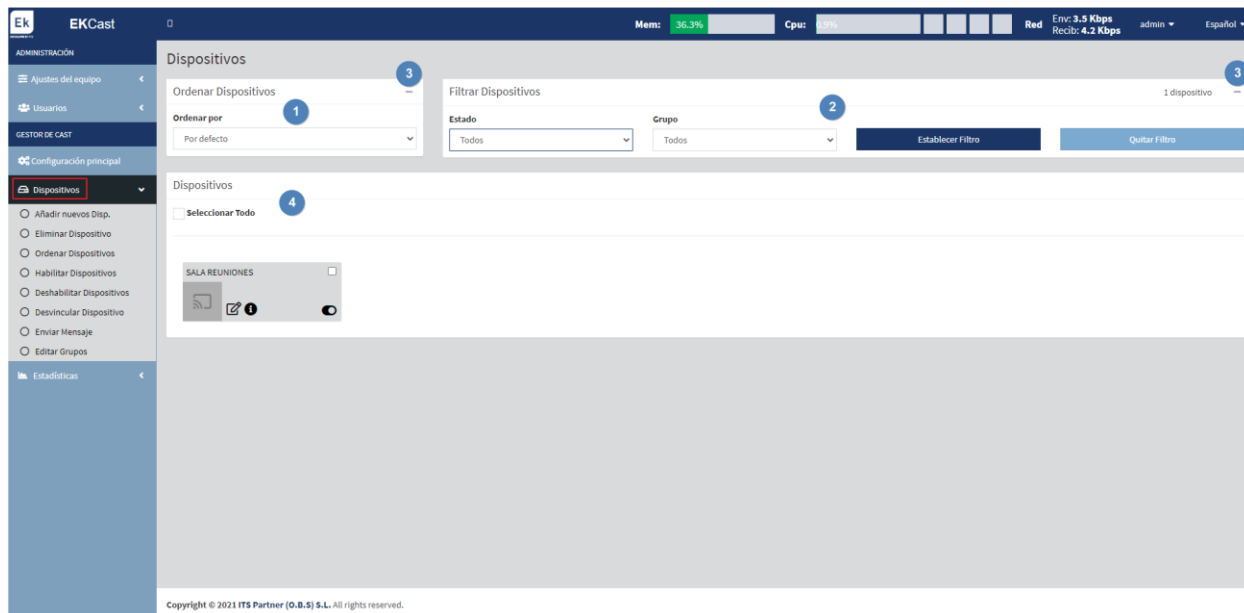 Ek
EKCast
Mem: 36.3%
Cpu: 0.9%
Red
Env: 3.5 Kbps
Recib: 4.2 Kbps
admin
Español
ADMINISTRACIÓN
Ajustes del equipo
Usuarios
GESTOR DE CAST
Configuración principal
Dispositivos
Añadir nuevos Disp.
Eliminar Dispositivo
Ordenar Dispositivos
Habilitar Dispositivos
Deshabilitar Dispositivos
Desvincular Dispositivo
Enviar Mensaje
Editar Grupos
Estadísticas
Dispositivos
Ordenar Dispositivos
3
Ordenar por
1
Por defecto
Filtrar Dispositivos
1 dispositivo
3
Estado
Todos
Grupo
Todos
2
Establecer Filtro
Quitar Filtro
Dispositivos
4
Seleccionar Todo
SALA REUNIONES
Copyright © 2021 ITS Partner (O.B.S) S.L. All rights reserved.